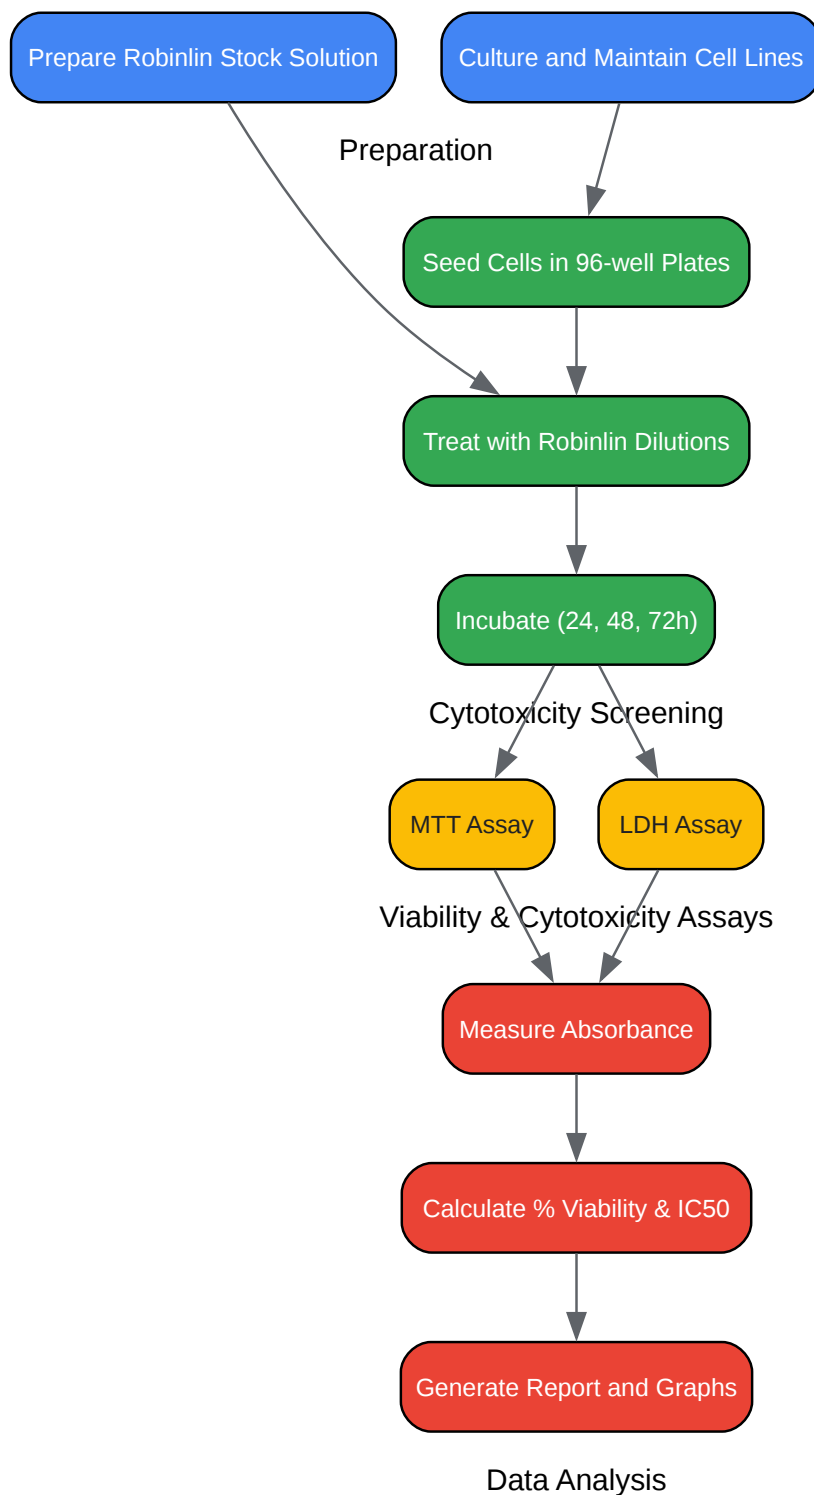 Prepare Robinlin Stock Solution
Culture and Maintain Cell Lines
Preparation
Seed Cells in 96-well Plates
Treat with Robinlin Dilutions
Incubate (24, 48, 72h)
Cytotoxicity Screening
MTT Assay
LDH Assay
Viability & Cytotoxicity Assays
Measure Absorbance
Calculate % Viability & IC50
Generate Report and Graphs
Data Analysis